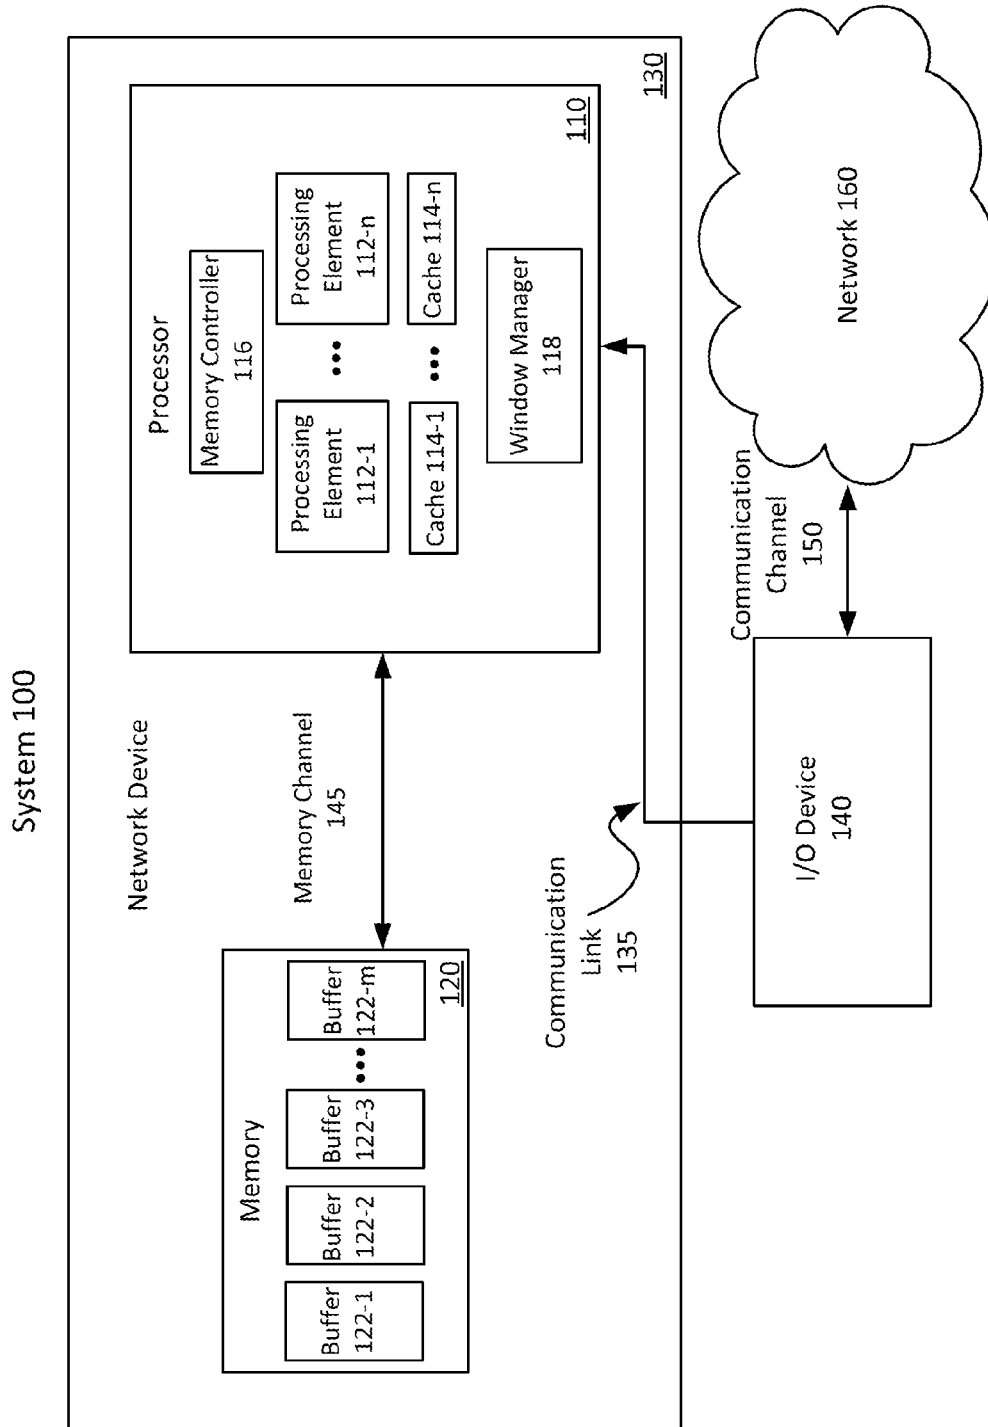 System 100
Network Device
130
Memory
Buffer
122-1
Buffer
122-2
Buffer
122-3
•••
Buffer
122-m
120
Memory Channel
145
Processor
Memory Controller
116
Processing
Element
112-1
•••
Processing
Element
112-n
Cache 114-1
•••
Cache 114-n
Window Manager
118
110
Communication
Link
135
I/O Device
140
Communication
Channel
150
Network 160